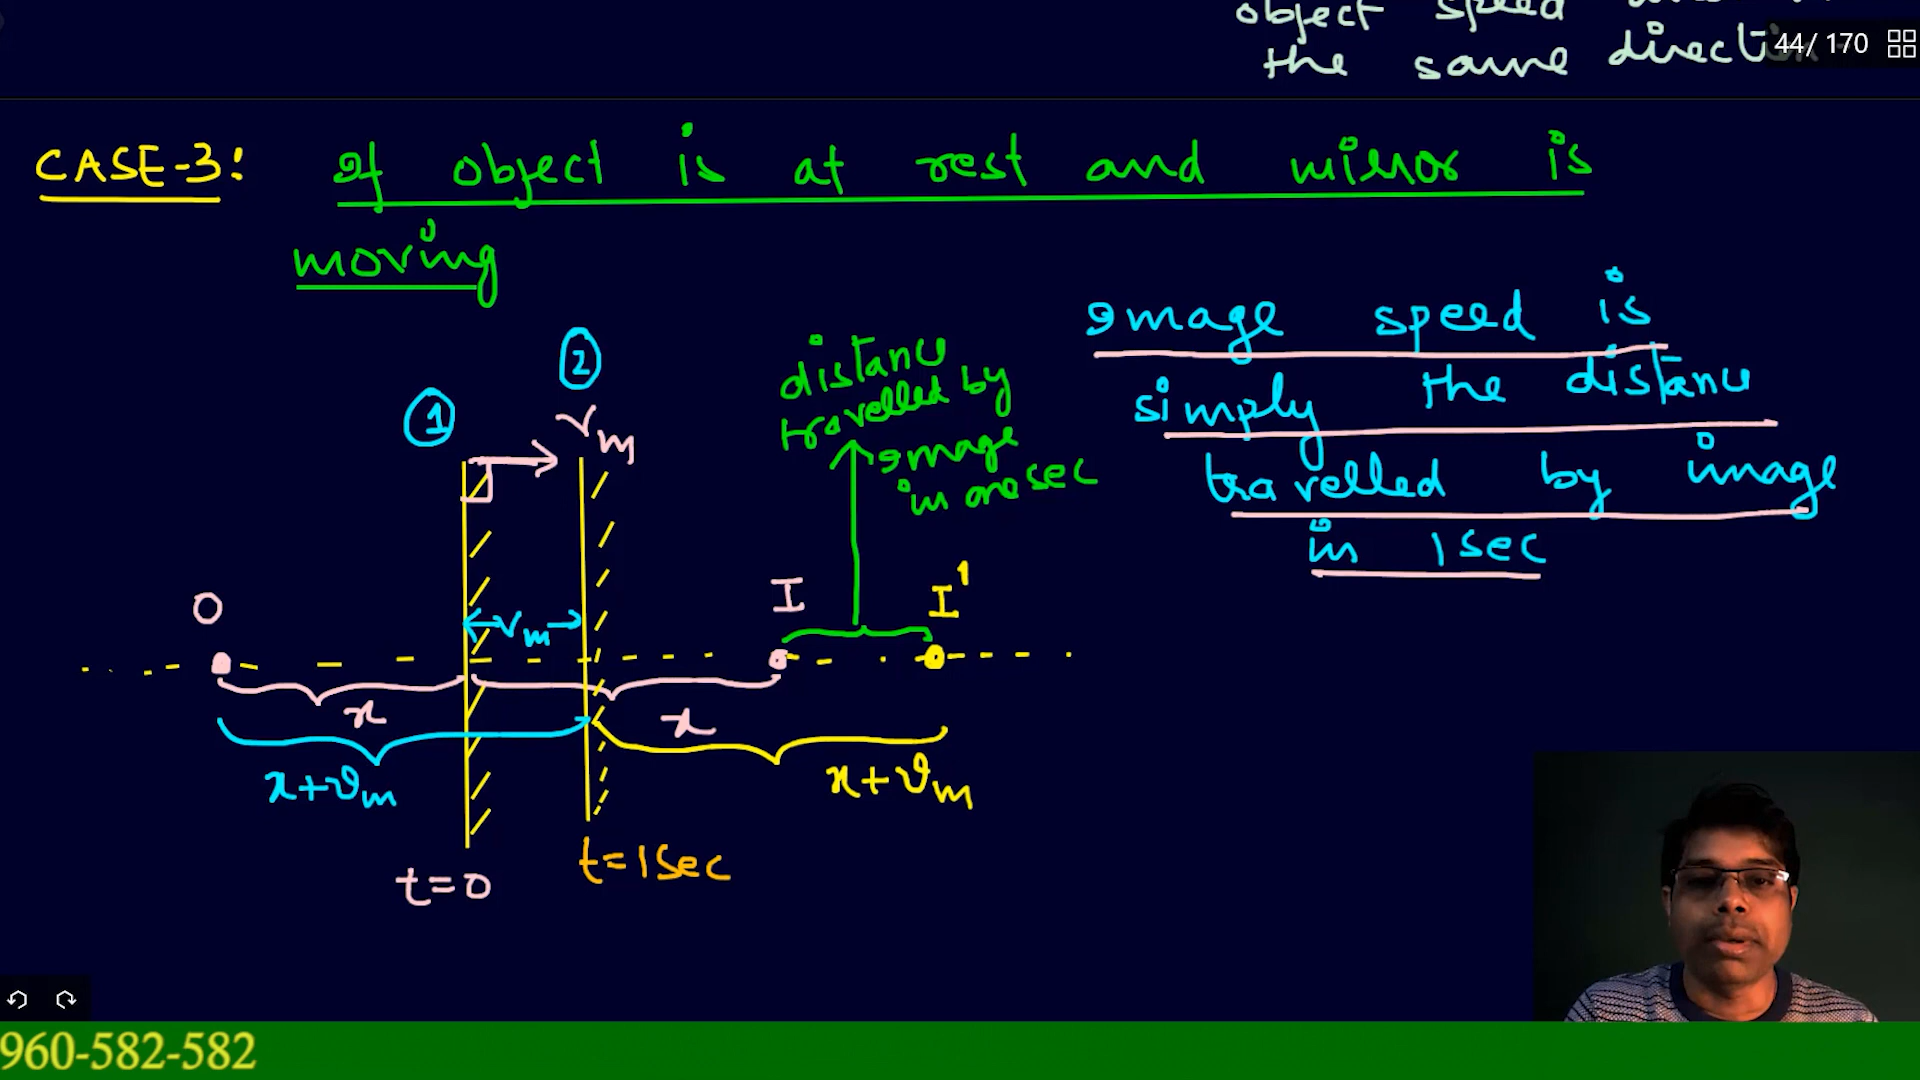 object speed
the same direction
44/ 170
CASE-3: If object is at rest and mirror is
moving
Image speed is
simply the distance
travelled by image
in 1 sec
distance
travelled by
image
in one sec
1
2
Vm
O
Vm
I
I'
x
x
x+vm
x+vm
t=0
t=1sec
960-582-582